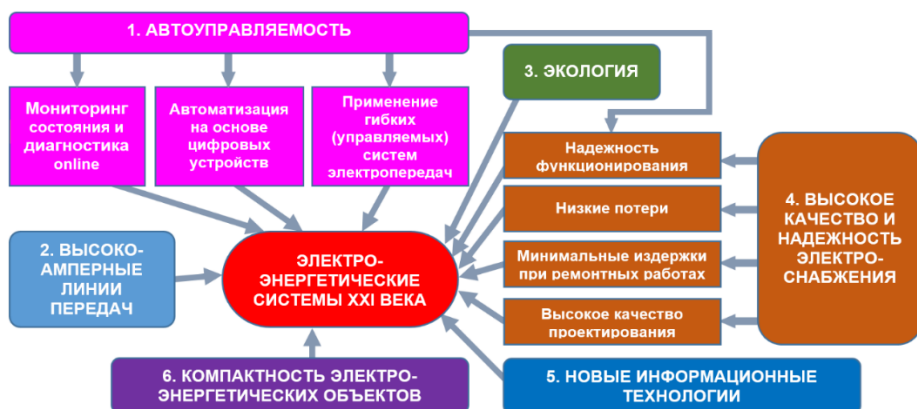 1. АВТОУПРАВЛЯЕМОСТЬ
Мониторинг
состояния и
диагностика
online
Автоматизация
на основе
цифровых
устройств
Применение
гибких
(управляемых)
систем
электропередач
3. ЭКОЛОГИЯ
Надежность
функционирования
Низкие потери
Минимальные издержки
при ремонтных работах
Высокое качество
проектирования
4. ВЫСОКОЕ
КАЧЕСТВО И
НАДЕЖНОСТЬ
ЭЛЕКТРО-
СНАБЖЕНИЯ
2. ВЫСОКО-
АМПЕРНЫЕ
ЛИНИИ
ПЕРЕДАЧ
ЭЛЕКТРО-
ЭНЕРГЕТИЧЕСКИЕ
СИСТЕМЫ XXI ВЕКА
6. КОМПАКТНОСТЬ ЭЛЕКТРО-
ЭНЕРГЕТИЧЕСКИХ ОБЪЕКТОВ
5. НОВЫЕ ИНФОРМАЦИОННЫЕ
ТЕХНОЛОГИИ